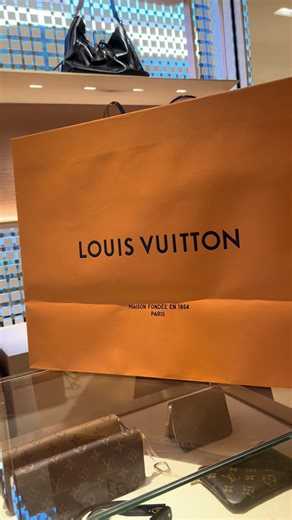 LOUIS VUITTON
MAISON FONDÉE EN 1854
PARIS